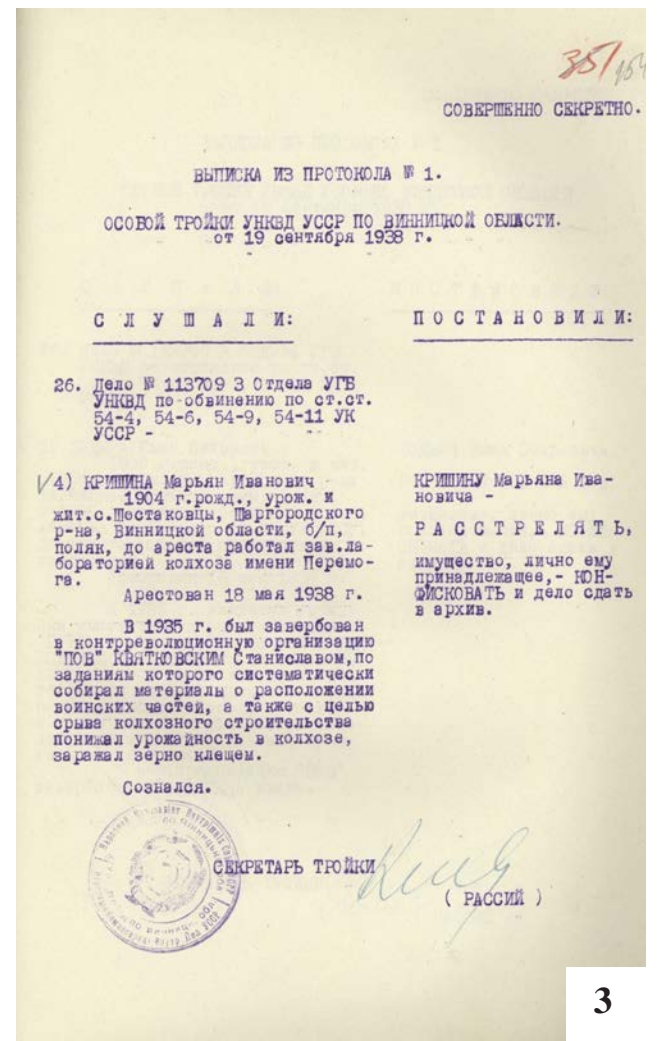 351 154
СОВЕРШЕННО СЕКРЕТНО.
ВЫПИСКА ИЗ ПРОТОКОЛА № 1.
ОСОБОЙ ТРОЙКИ УНКВД УССР ПО ВИННИЦКОЙ ОБЛАСТИ.
от 19 сентября 1938 г.
С Л У Ш А Л И:
26. Дело № 113709 3 Отдела УГБ
УНКВД по обвинению по ст.ст.
54-4, 54-6, 54-9, 54-11 УК
УССР -
4) КРИШИНА Марьян Иванович
1904 г.рожд., урож. и
жит.с.Шостаковцы, Шаргородского
р-на, Винницкой области, б/п,
поляк, до ареста работал зав.ла-
бораторией колхоза имени Перемо-
га.
Арестован 18 мая 1938 г.
В 1935 г. был завербован
в контрреволюционную организацию
"ПОВ" КВЯТКОВСКИМ Станиславом,по
заданиям которого систематически
собирал материалы о расположении
воинских частей, а также с целью
срыва колхозного строительства
понижал урожайность в колхозе,
заражал зерно клещем.
Сознался.
П О С Т А Н О В И Л И:
КРИШИНУ Марьяна Ива-
новича -
Р А С С Т Р Е Л Я Т Ь,
имущество, лично ему
принадлежащее,- КОН-
ФИСКОВАТЬ и дело сдать
в архив.
СЕКРЕТАРЬ ТРОЙКИ
( РАССИЙ )
3